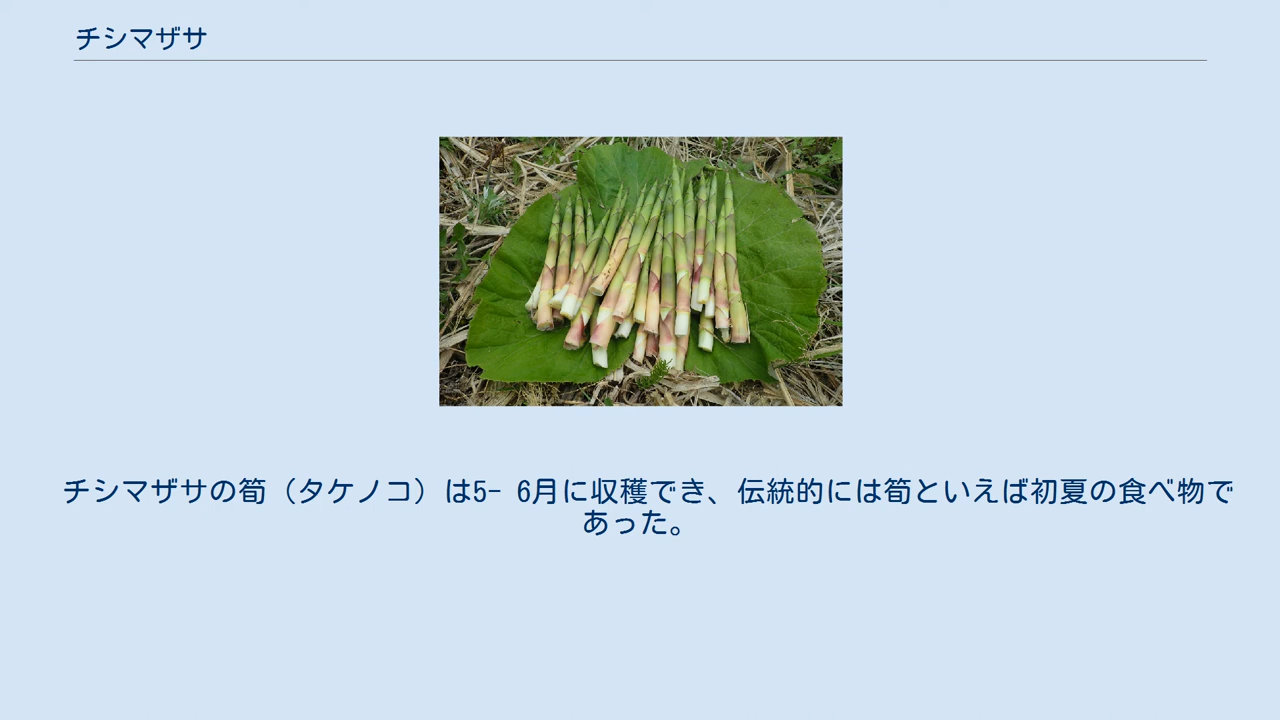 チシマザサ
チシマザサの筍（タケノコ）は5- 6月に収穫でき、伝統的には筍といえば初夏の食べ物で
あった。